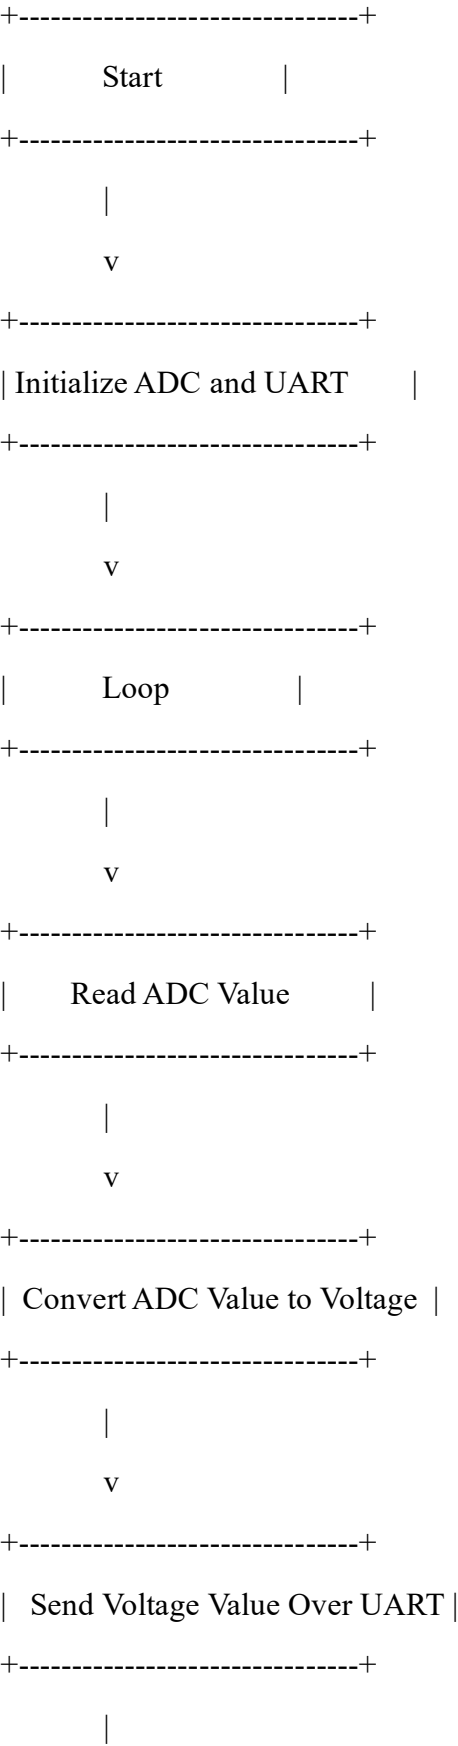 +--------------------------------+
|            Start               |
+--------------------------------+
             |
             v
+--------------------------------+
| Initialize ADC and UART        |
+--------------------------------+
             |
             v
+--------------------------------+
|            Loop                |
+--------------------------------+
             |
             v
+--------------------------------+
|        Read ADC Value          |
+--------------------------------+
             |
             v
+--------------------------------+
|  Convert ADC Value to Voltage  |
+--------------------------------+
             |
             v
+--------------------------------+
|   Send Voltage Value Over UART |
+--------------------------------+
             |